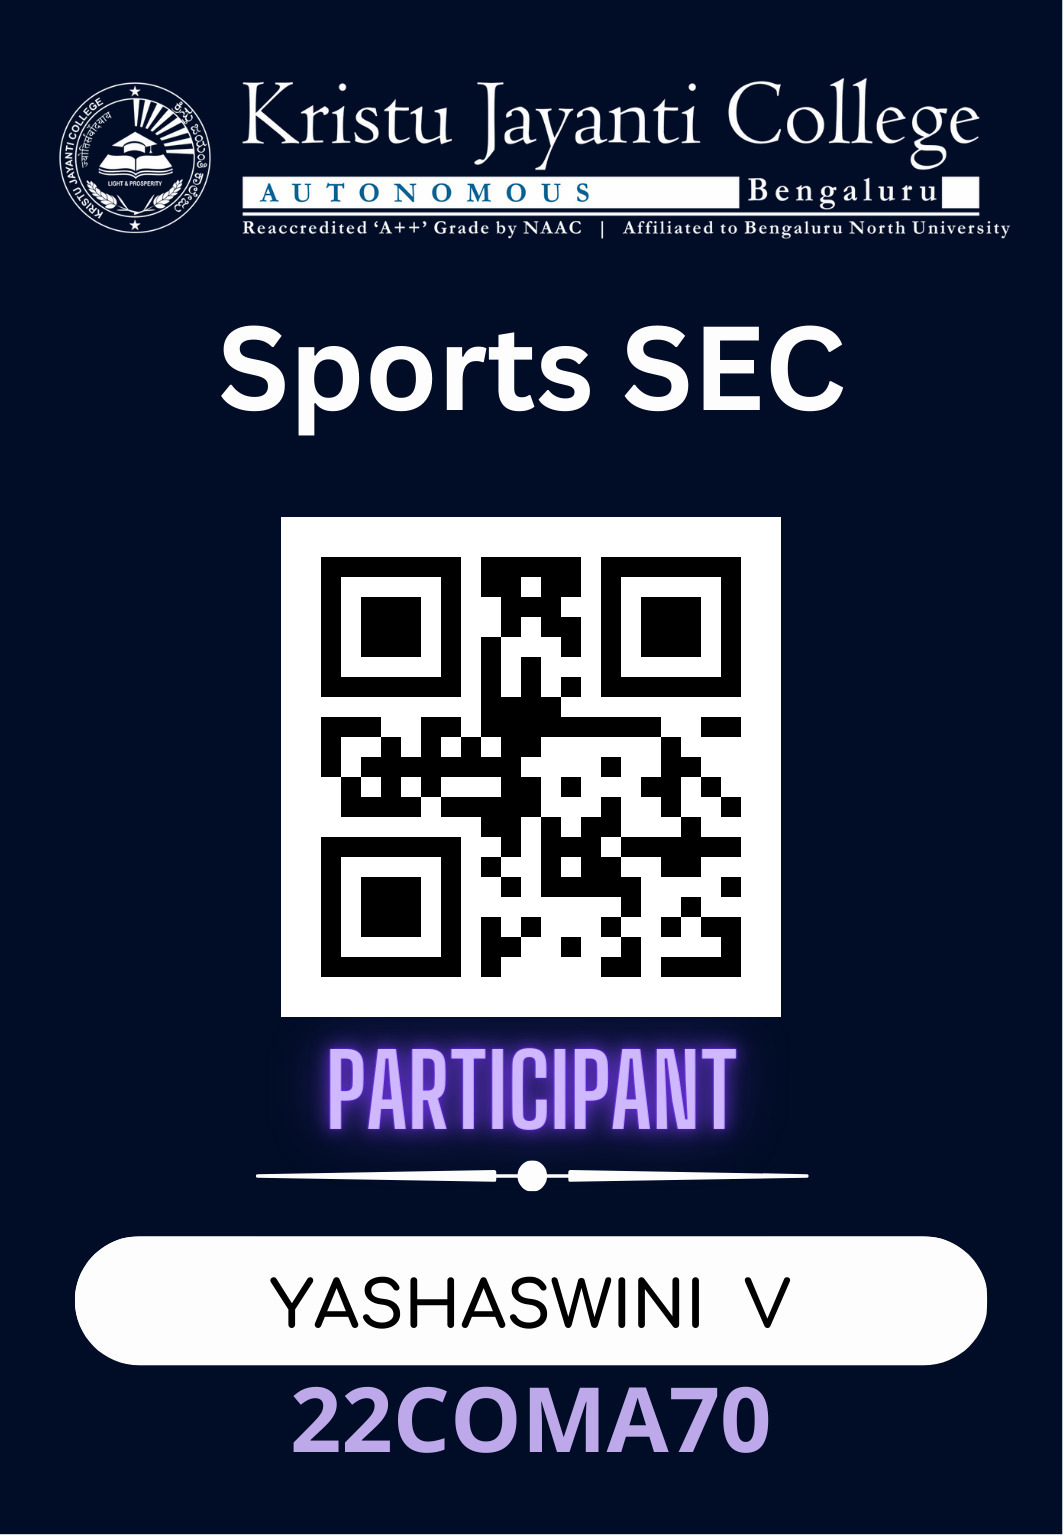 KRISTU JAYANTI COLLEGE
ಕ್ರಿಸ್ತು ಜಯಂತಿ ಕಾಲೇಜು
LIGHT & PROSPERITY
Kristu Jayanti College
AUTONOMOUS Bengaluru
Reaccredited ‘A++’ Grade by NAAC | Affiliated to Bengaluru North University
Sports SEC
PARTICIPANT
YASHASWINI V
22COMA70